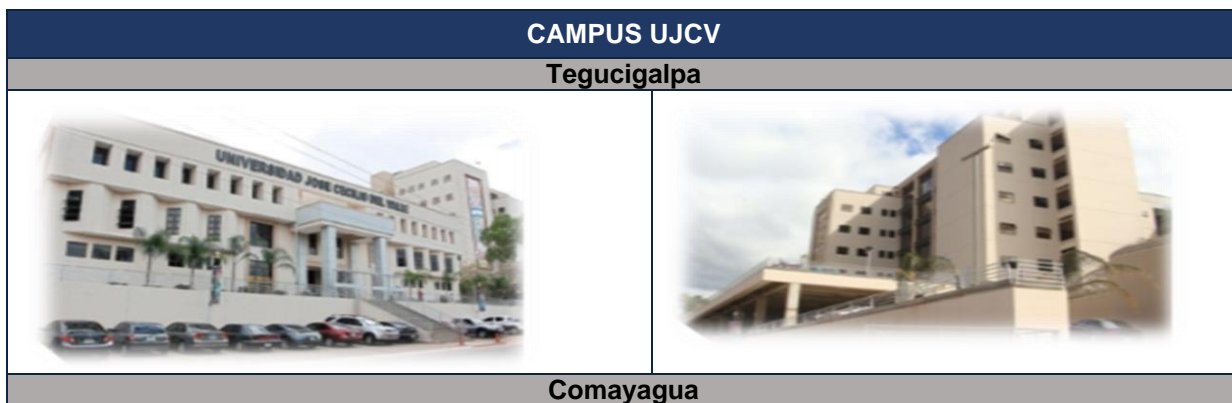 CAMPUS UJCV
Tegucigalpa
UNIVERSIDAD JOSE CECILIO DEL VALLE
Comayagua